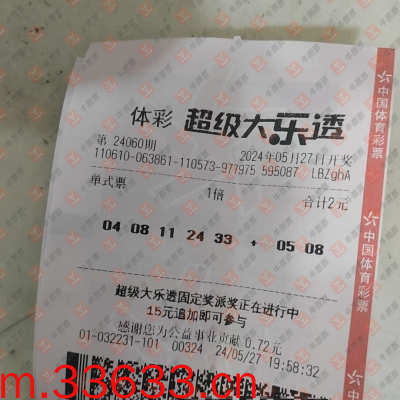 体彩 超级大乐透
第 24060期 2024年05月27日开奖
110610-063861-110573-977975 595087 LBZghA
单式票 1倍 合计2元
04 08 11 24 33 + 05 08
超级大乐透固定奖派奖正在进行中
15元追加即可参与
感谢您为公益事业贡献 0.72元
01-032231-101 00324 24/05/27 19:58:32
中国体育彩票
中国体育彩票
m.33633.cn